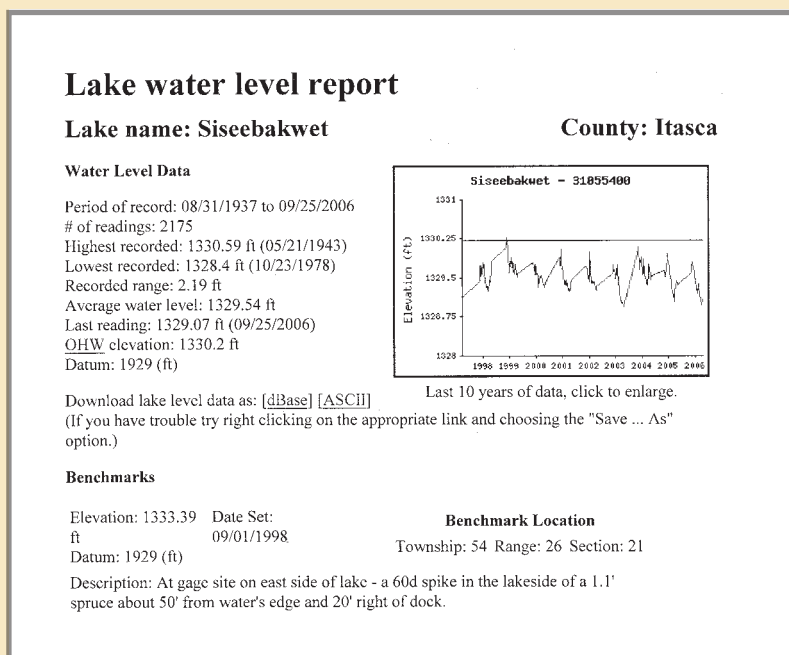 Lake water level report
Lake name: Siseebakwet County: Itasca
Water Level Data
Period of record: 08/31/1937 to 09/25/2006
# of readings: 2175
Highest recorded: 1330.59 ft (05/21/1943)
Lowest recorded: 1328.4 ft (10/23/1978)
Recorded range: 2.19 ft
Average water level: 1329.54 ft
Last reading: 1329.07 ft (09/25/2006)
OHW elevation: 1330.2 ft
Datum: 1929 (ft)
Siseebakwet - 31055400
Elevation (ft)
1331
1330.25
1329.5
1328.75
1328
1998 1999 2000 2001 2002 2003 2004 2005 2006
Last 10 years of data, click to enlarge.
Download lake level data as: [dBase] [ASCII]
(If you have trouble try right clicking on the appropriate link and choosing the "Save ... As"
option.)
Benchmarks
Elevation: 1333.39
ft
Datum: 1929 (ft)
Date Set:
09/01/1998
Benchmark Location
Township: 54 Range: 26 Section: 21
Description: At gage site on east side of lake - a 60d spike in the lakeside of a 1.1'
spruce about 50' from water's edge and 20' right of dock.